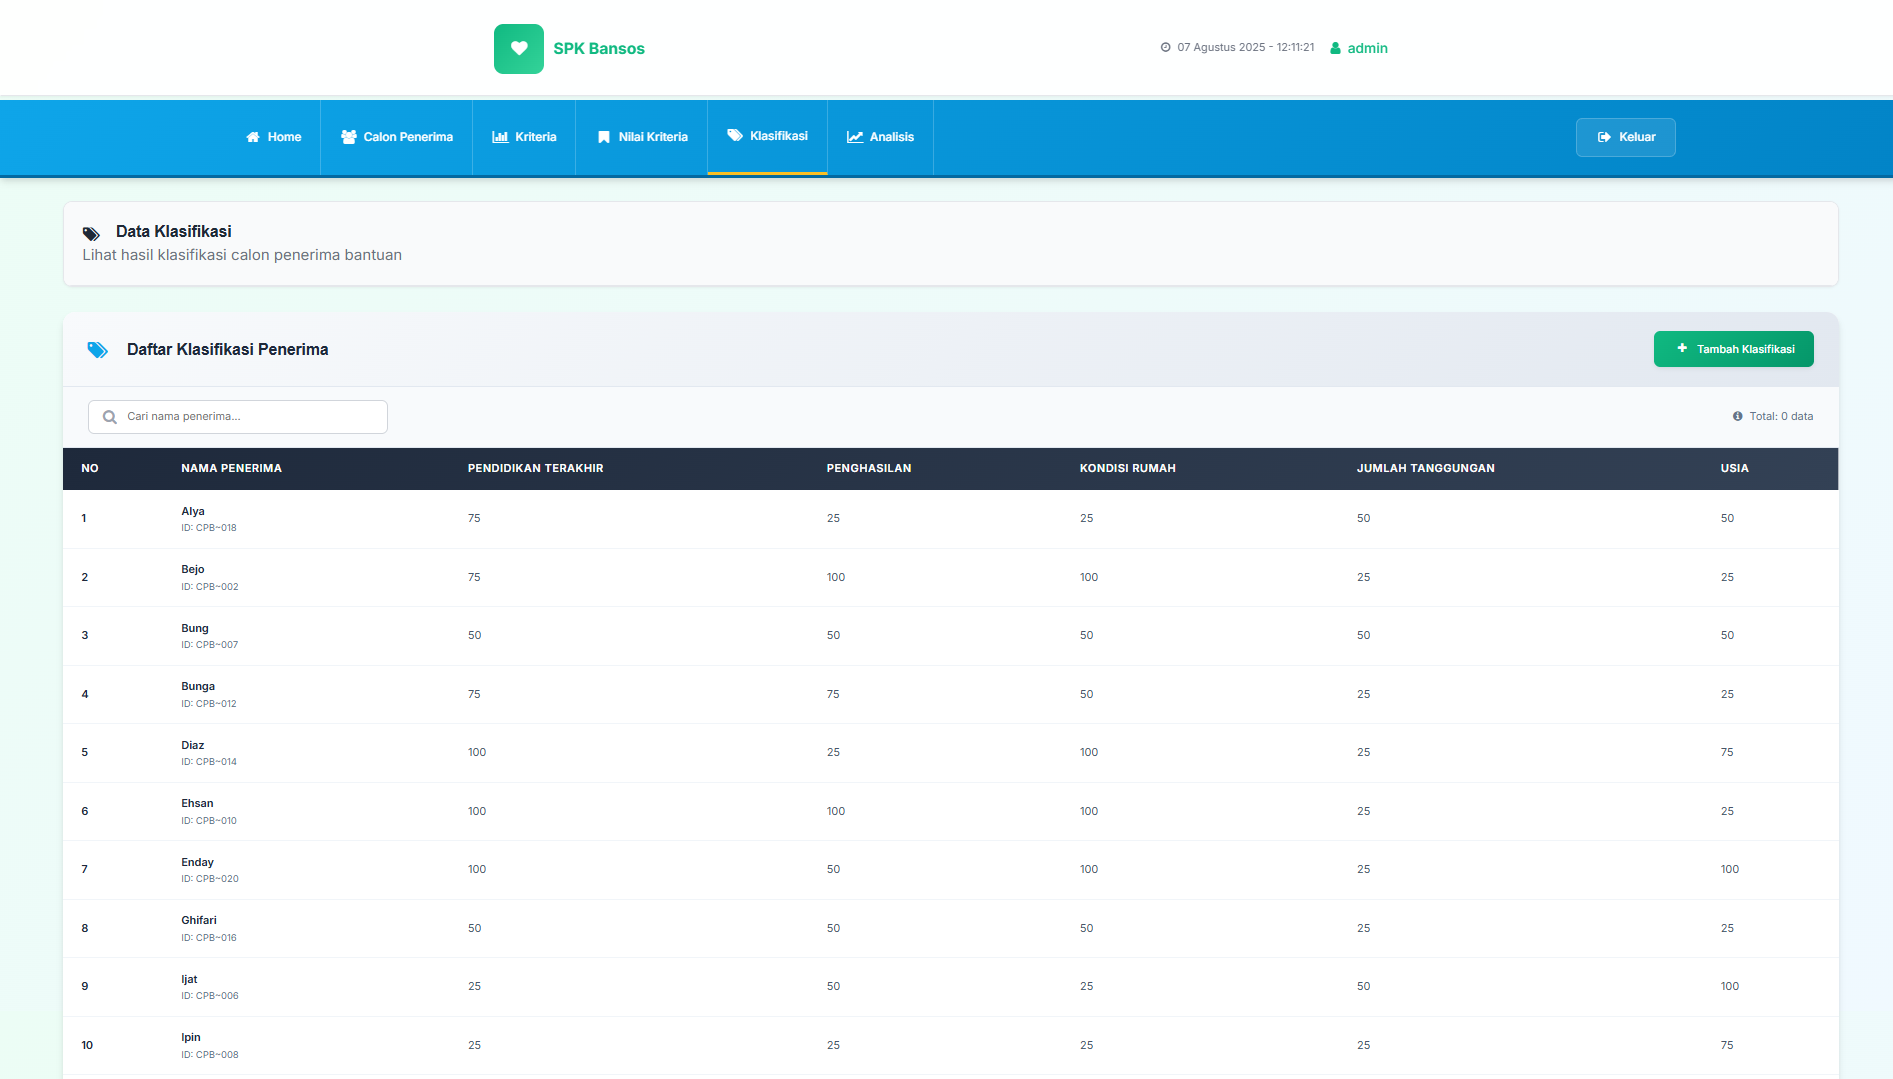 SPK Bansos
07 Agustus 2025 - 12:11:21 admin
Home Calon Penerima Kriteria Nilai Kriteria Klasifikasi Analisis Keluar
Data Klasifikasi
Lihat hasil klasifikasi calon penerima bantuan
Daftar Klasifikasi Penerima
+ Tambah Klasifikasi
Cari nama penerima...
Total: 0 data
NO NAMA PENERIMA PENDIDIKAN TERAKHIR PENGHASILAN KONDISI RUMAH JUMLAH TANGGUNGAN USIA
1 Alya 75 25 25 50 50
ID: CPB~018
2 Bejo 75 100 100 25 25
ID: CPB~002
3 Bung 50 50 50 50 50
ID: CPB~007
4 Bunga 75 75 50 25 25
ID: CPB~012
5 Diaz 100 25 100 25 75
ID: CPB~014
6 Ehsan 100 100 100 25 25
ID: CPB~010
7 Enday 100 50 100 25 100
ID: CPB~020
8 Ghifari 50 50 50 25 25
ID: CPB~016
9 Ijat 25 50 25 50 100
ID: CPB~006
10 Ipin 25 25 25 25 75
ID: CPB~008